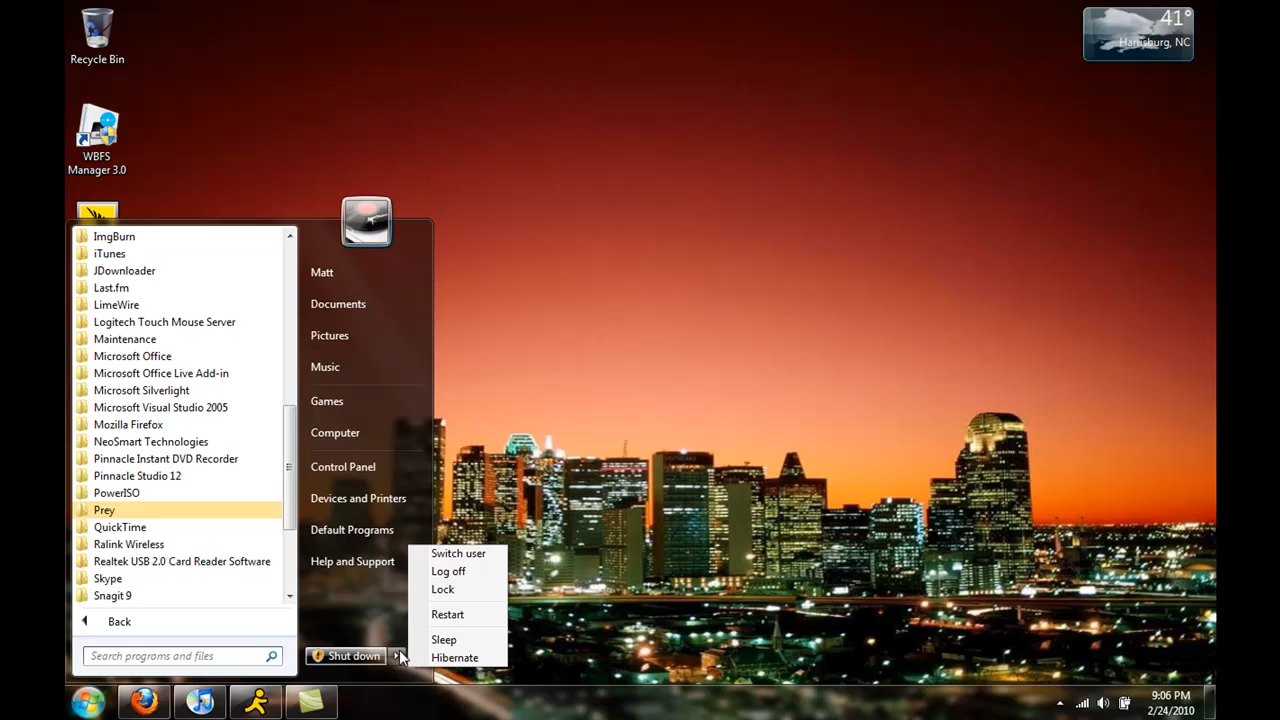 Recycle Bin
WBFS
Manager 3.0
41°
Harrisburg, NC
ImgBurn
iTunes
JDownloader
Last.fm
LimeWire
Logitech Touch Mouse Server
Maintenance
Microsoft Office
Microsoft Office Live Add-in
Microsoft Silverlight
Microsoft Visual Studio 2005
Mozilla Firefox
NeoSmart Technologies
Pinnacle Instant DVD Recorder
Pinnacle Studio 12
PowerISO
Prey
QuickTime
Ralink Wireless
Realtek USB 2.0 Card Reader Software
Skype
Snagit 9
Back
Search programs and files
Matt
Documents
Pictures
Music
Games
Computer
Control Panel
Devices and Printers
Default Programs
Help and Support
Shut down
Switch user
Log off
Lock
Restart
Sleep
Hibernate
9:06 PM
2/24/2010